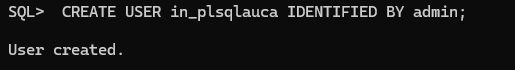 SQL>  CREATE USER in_plsqlauca IDENTIFIED BY admin;
User created.